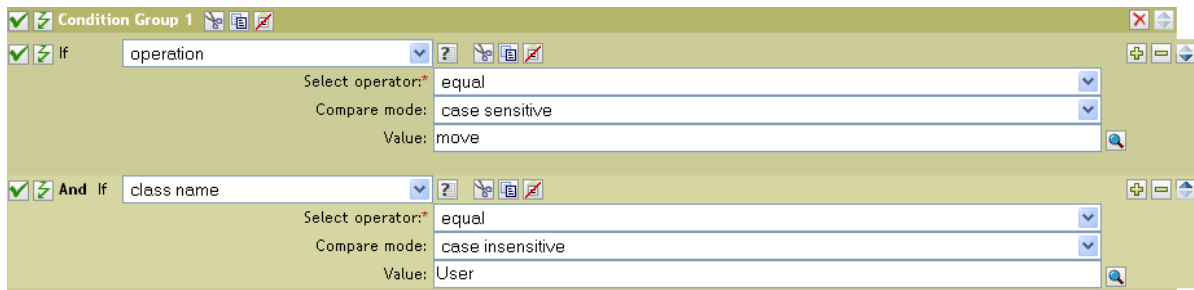 Condition Group 1
If operation
Select operator:* equal
Compare mode: case sensitive
Value: move
And If class name
Select operator:* equal
Compare mode: case insensitive
Value: User